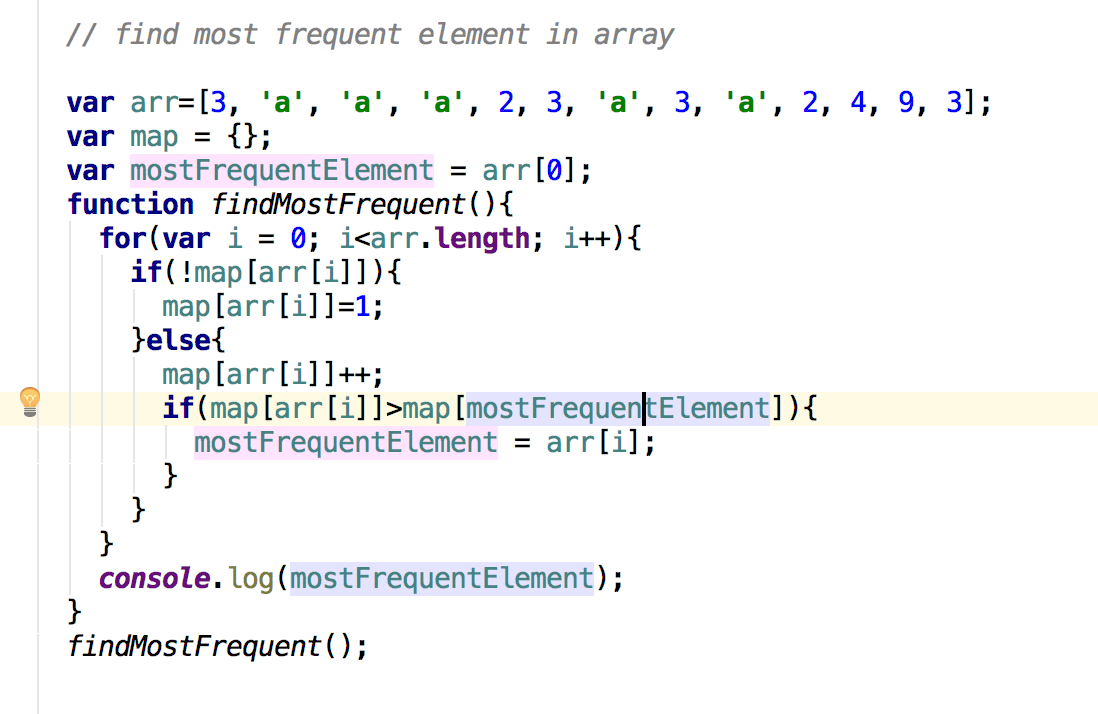 // find most frequent element in array
var arr=[3, 'a', 'a', 'a', 2, 3, 'a', 3, 'a', 2, 4, 9, 3];
var map = {};
var mostFrequentElement = arr[0];
function findMostFrequent(){
for(var i = 0; i<arr.length; i++){
if(!map[arr[i]]){
map[arr[i]]=1;
}else{
map[arr[i]]++;
if(map[arr[i]]>map[mostFrequentElement]){
mostFrequentElement = arr[i];
}
}
}
console.log(mostFrequentElement);
}
findMostFrequent();